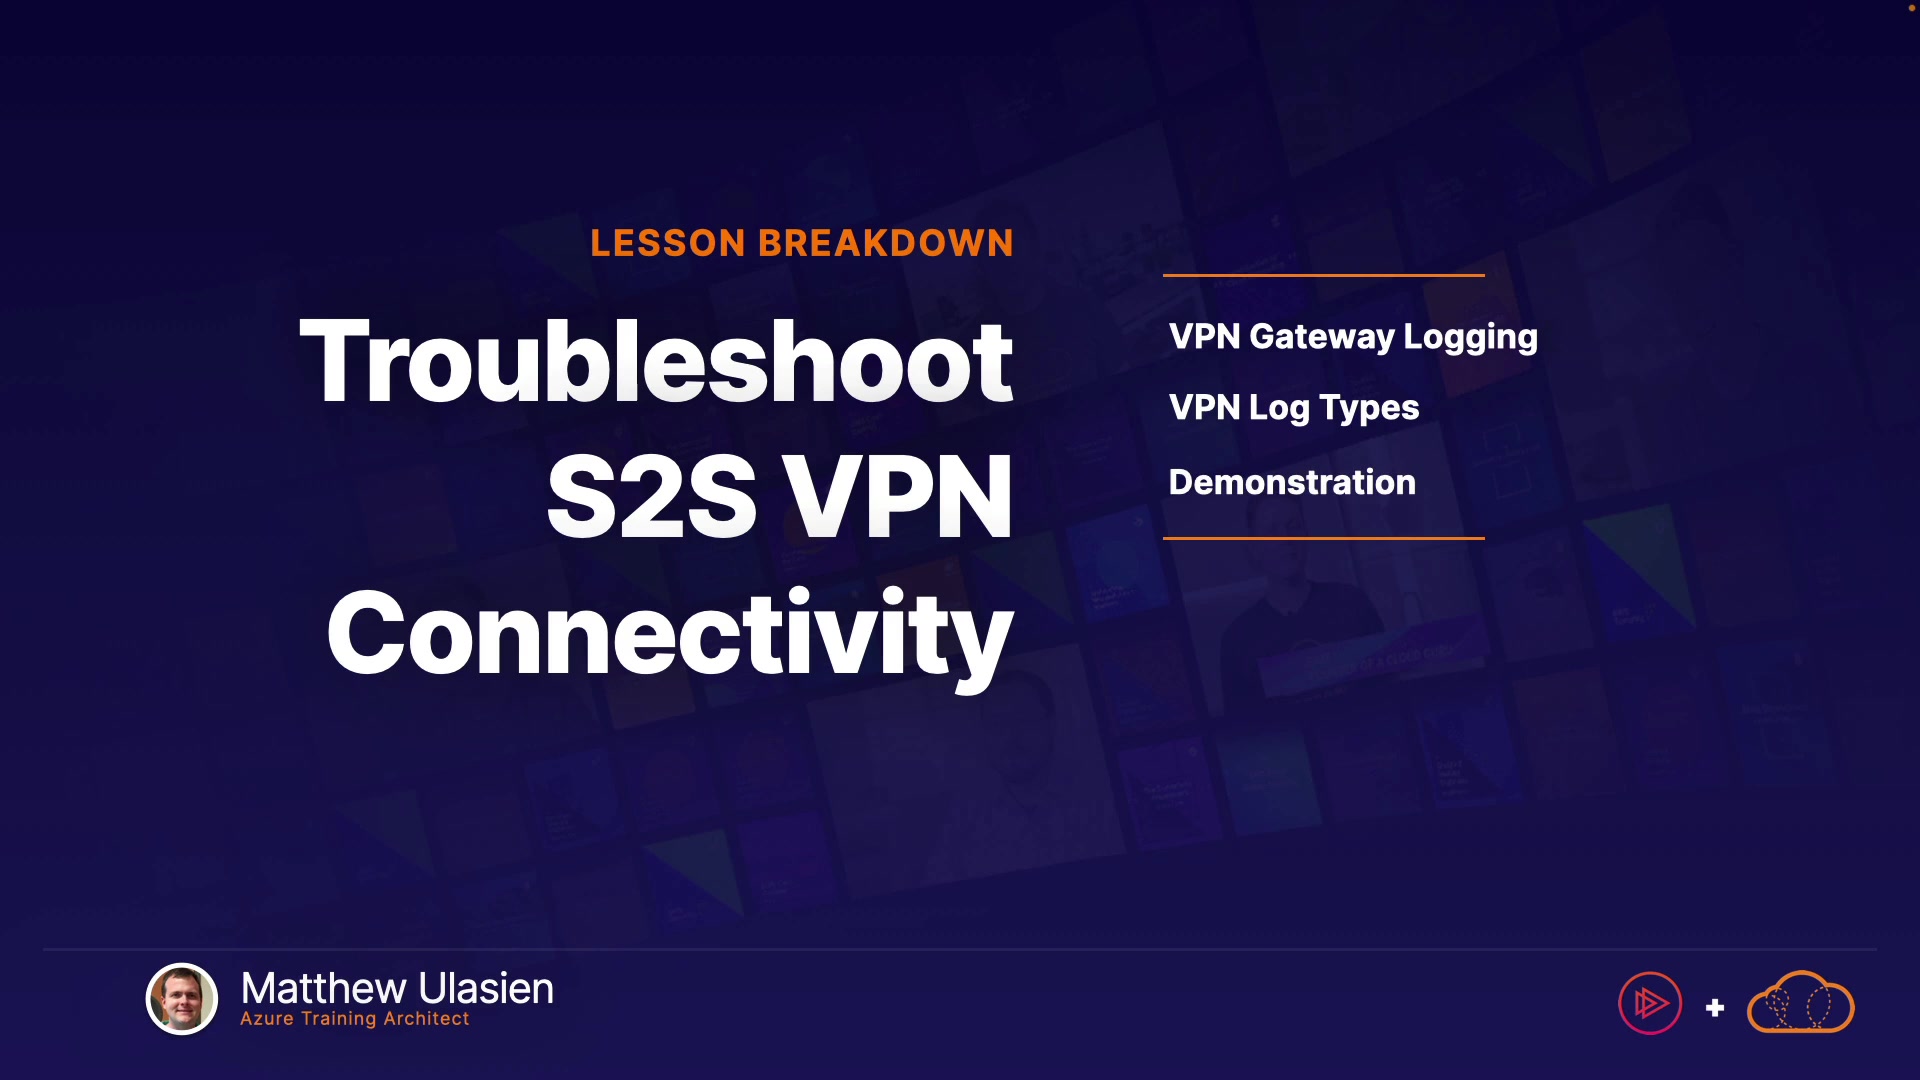 LESSON BREAKDOWN
Troubleshoot
S2S VPN
Connectivity
VPN Gateway Logging
VPN Log Types
Demonstration
Matthew Ulasien
Azure Training Architect
+